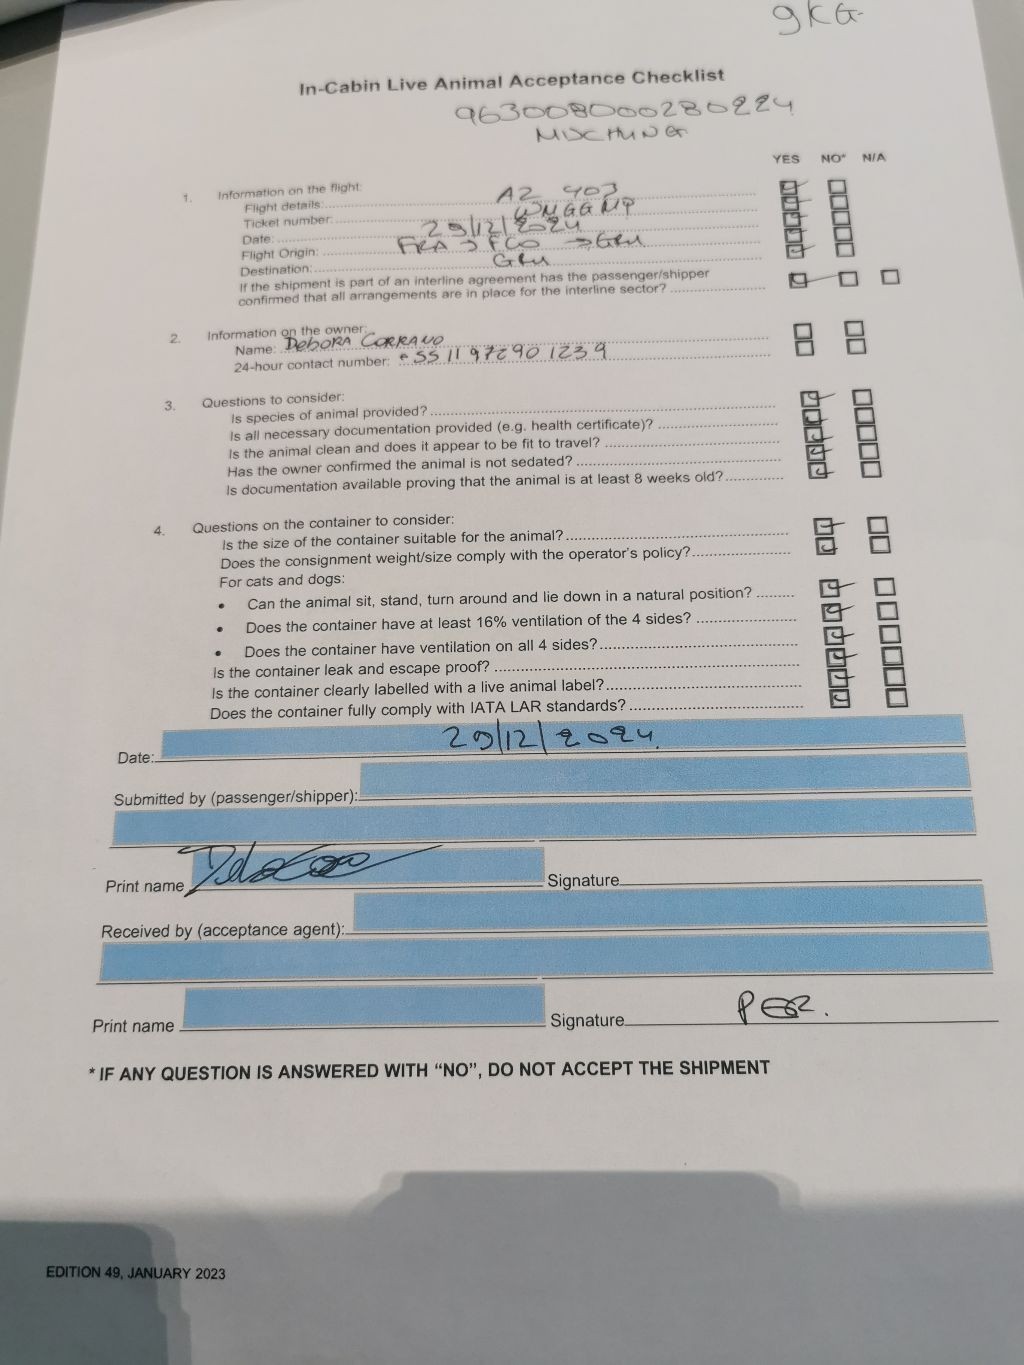 9KG
In-Cabin Live Animal Acceptance Checklist
963008000280224
MISCHUNG
YES NO* N/A
1. Information on the flight:
Flight details: AZ 403
Ticket number: WNGGMP
Date: 29/12/2024
Flight Origin: FRA → FCO → GRU
Destination: GRU
If the shipment is part of an interline agreement has the passenger/shipper
confirmed that all arrangements are in place for the interline sector?
2. Information on the owner:
Name: DEBORA CORRANO
24-hour contact number: +55 11 97290 1239
3. Questions to consider:
Is species of animal provided?
Is all necessary documentation provided (e.g. health certificate)?
Is the animal clean and does it appear to be fit to travel?
Has the owner confirmed the animal is not sedated?
Is documentation available proving that the animal is at least 8 weeks old?
4. Questions on the container to consider:
Is the size of the container suitable for the animal?
Does the consignment weight/size comply with the operator's policy?
For cats and dogs:
• Can the animal sit, stand, turn around and lie down in a natural position?
• Does the container have at least 16% ventilation of the 4 sides?
• Does the container have ventilation on all 4 sides?
Is the container leak and escape proof?
Is the container clearly labelled with a live animal label?
Does the container fully comply with IATA LAR standards?
Date: 29/12/2024
Submitted by (passenger/shipper):
Print name
Signature
Received by (acceptance agent):
Print name
Signature
* IF ANY QUESTION IS ANSWERED WITH “NO”, DO NOT ACCEPT THE SHIPMENT
EDITION 49, JANUARY 2023